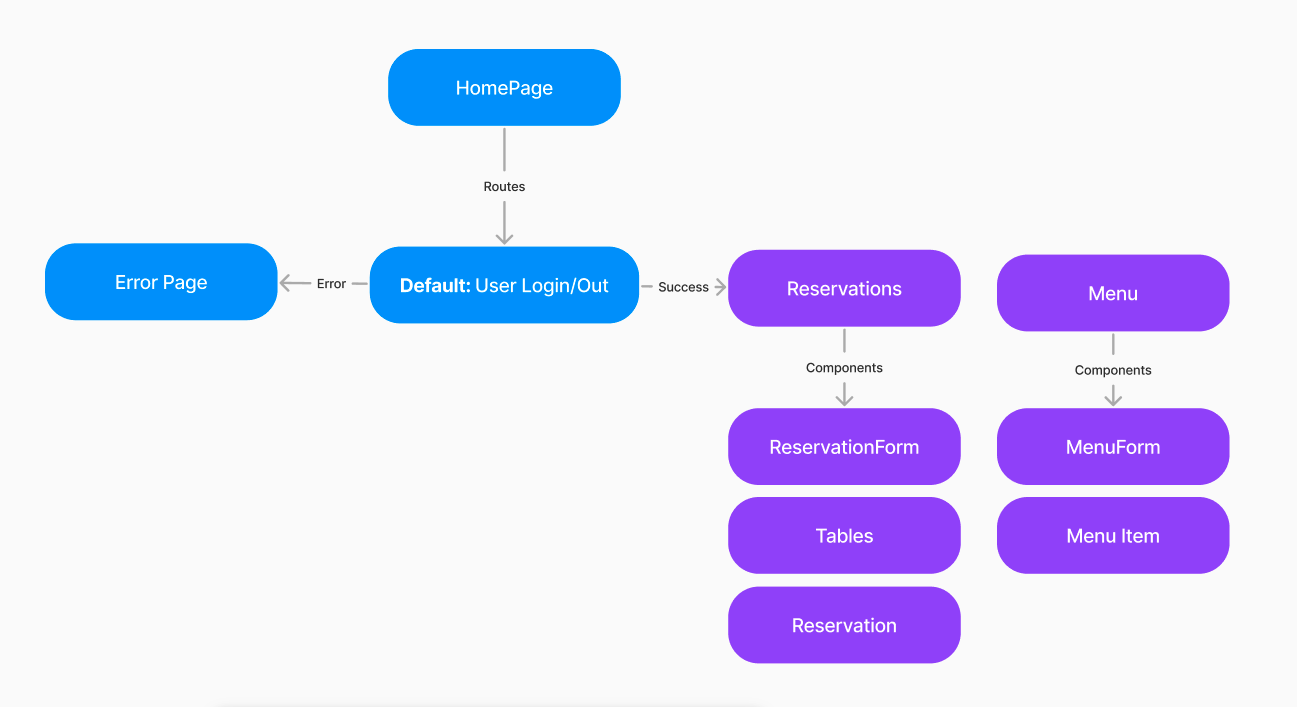 HomePage
Routes
Error Page
Error
Default: User Login/Out
Success
Reservations
Menu
Components
Components
ReservationForm
MenuForm
Tables
Menu Item
Reservation